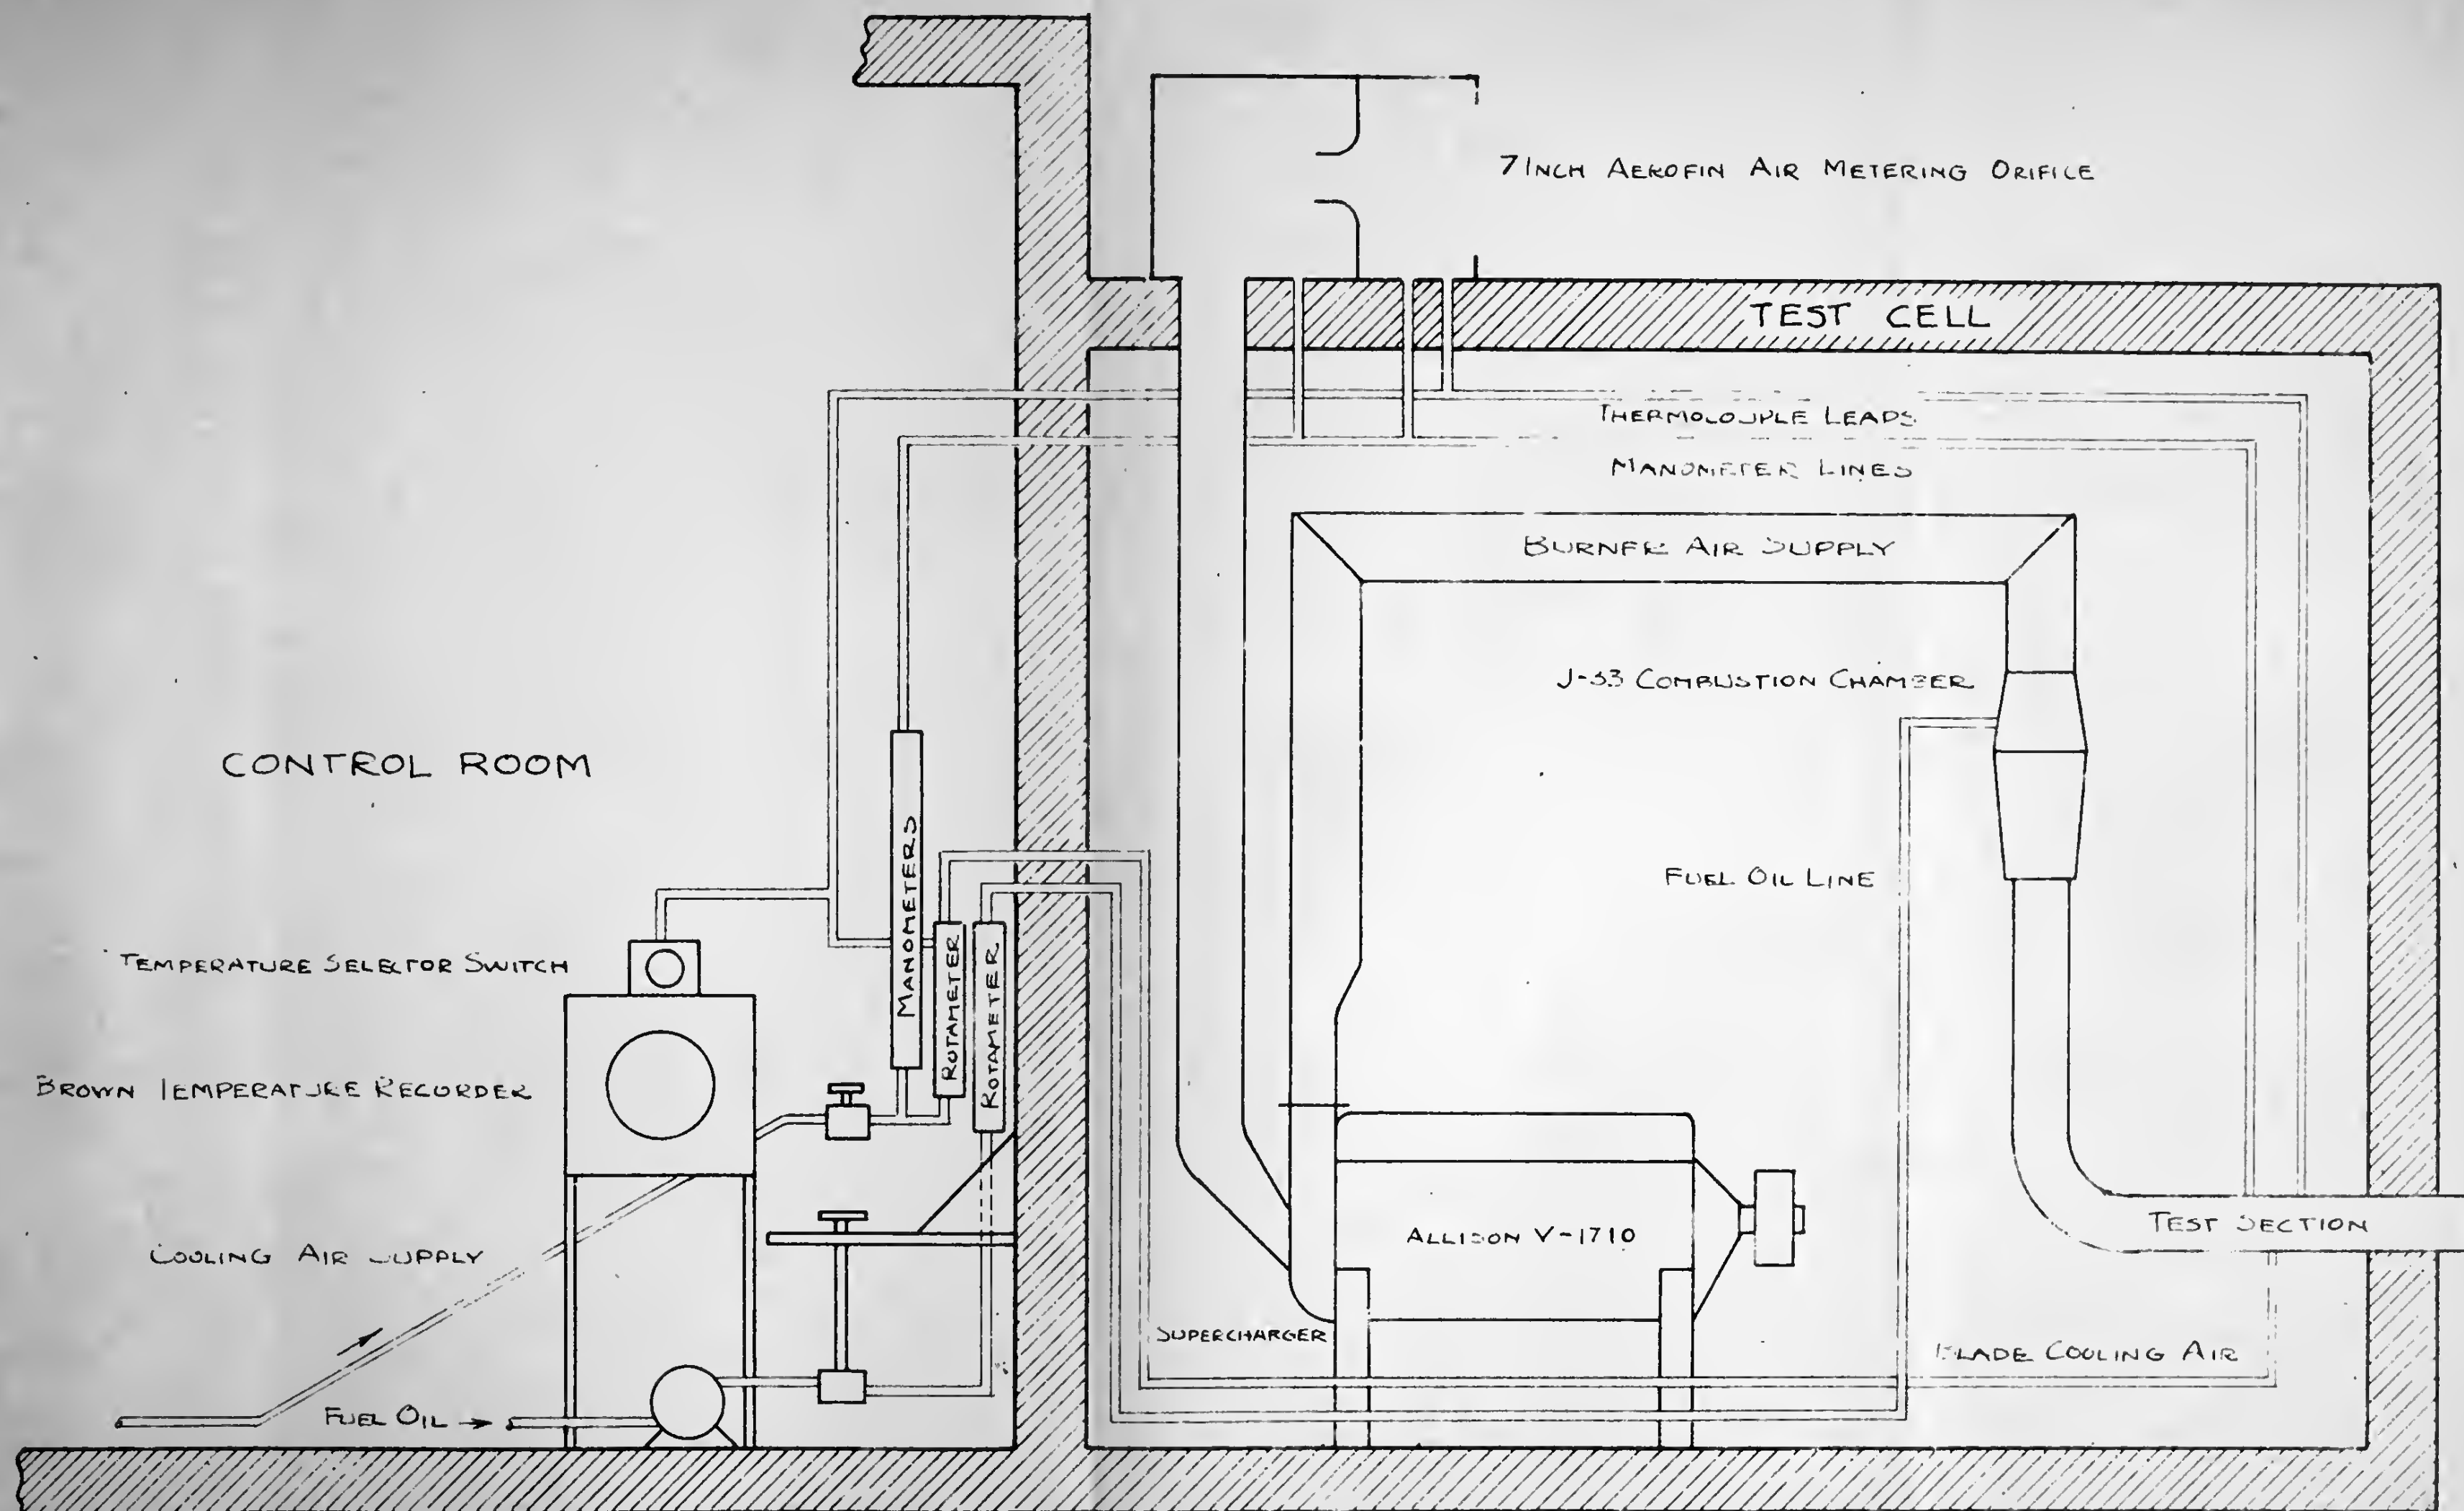 7 INCH AEROFIN AIR METERING ORIFICE
TEST CELL
THERMOCOUPLE LEADS
MANOMETER LINES
BURNER AIR SUPPLY
J-33 COMBUSTION CHAMBER
CONTROL ROOM
MANOMETERS
FUEL OIL LINE
ROTAMETER
ROTAMETER
TEMPERATURE SELECTOR SWITCH
BROWN TEMPERATURE RECORDER
TEST SECTION
ALLISON V-1710
COOLING AIR SUPPLY
SUPERCHARGER
BLADE COOLING AIR
FUEL OIL